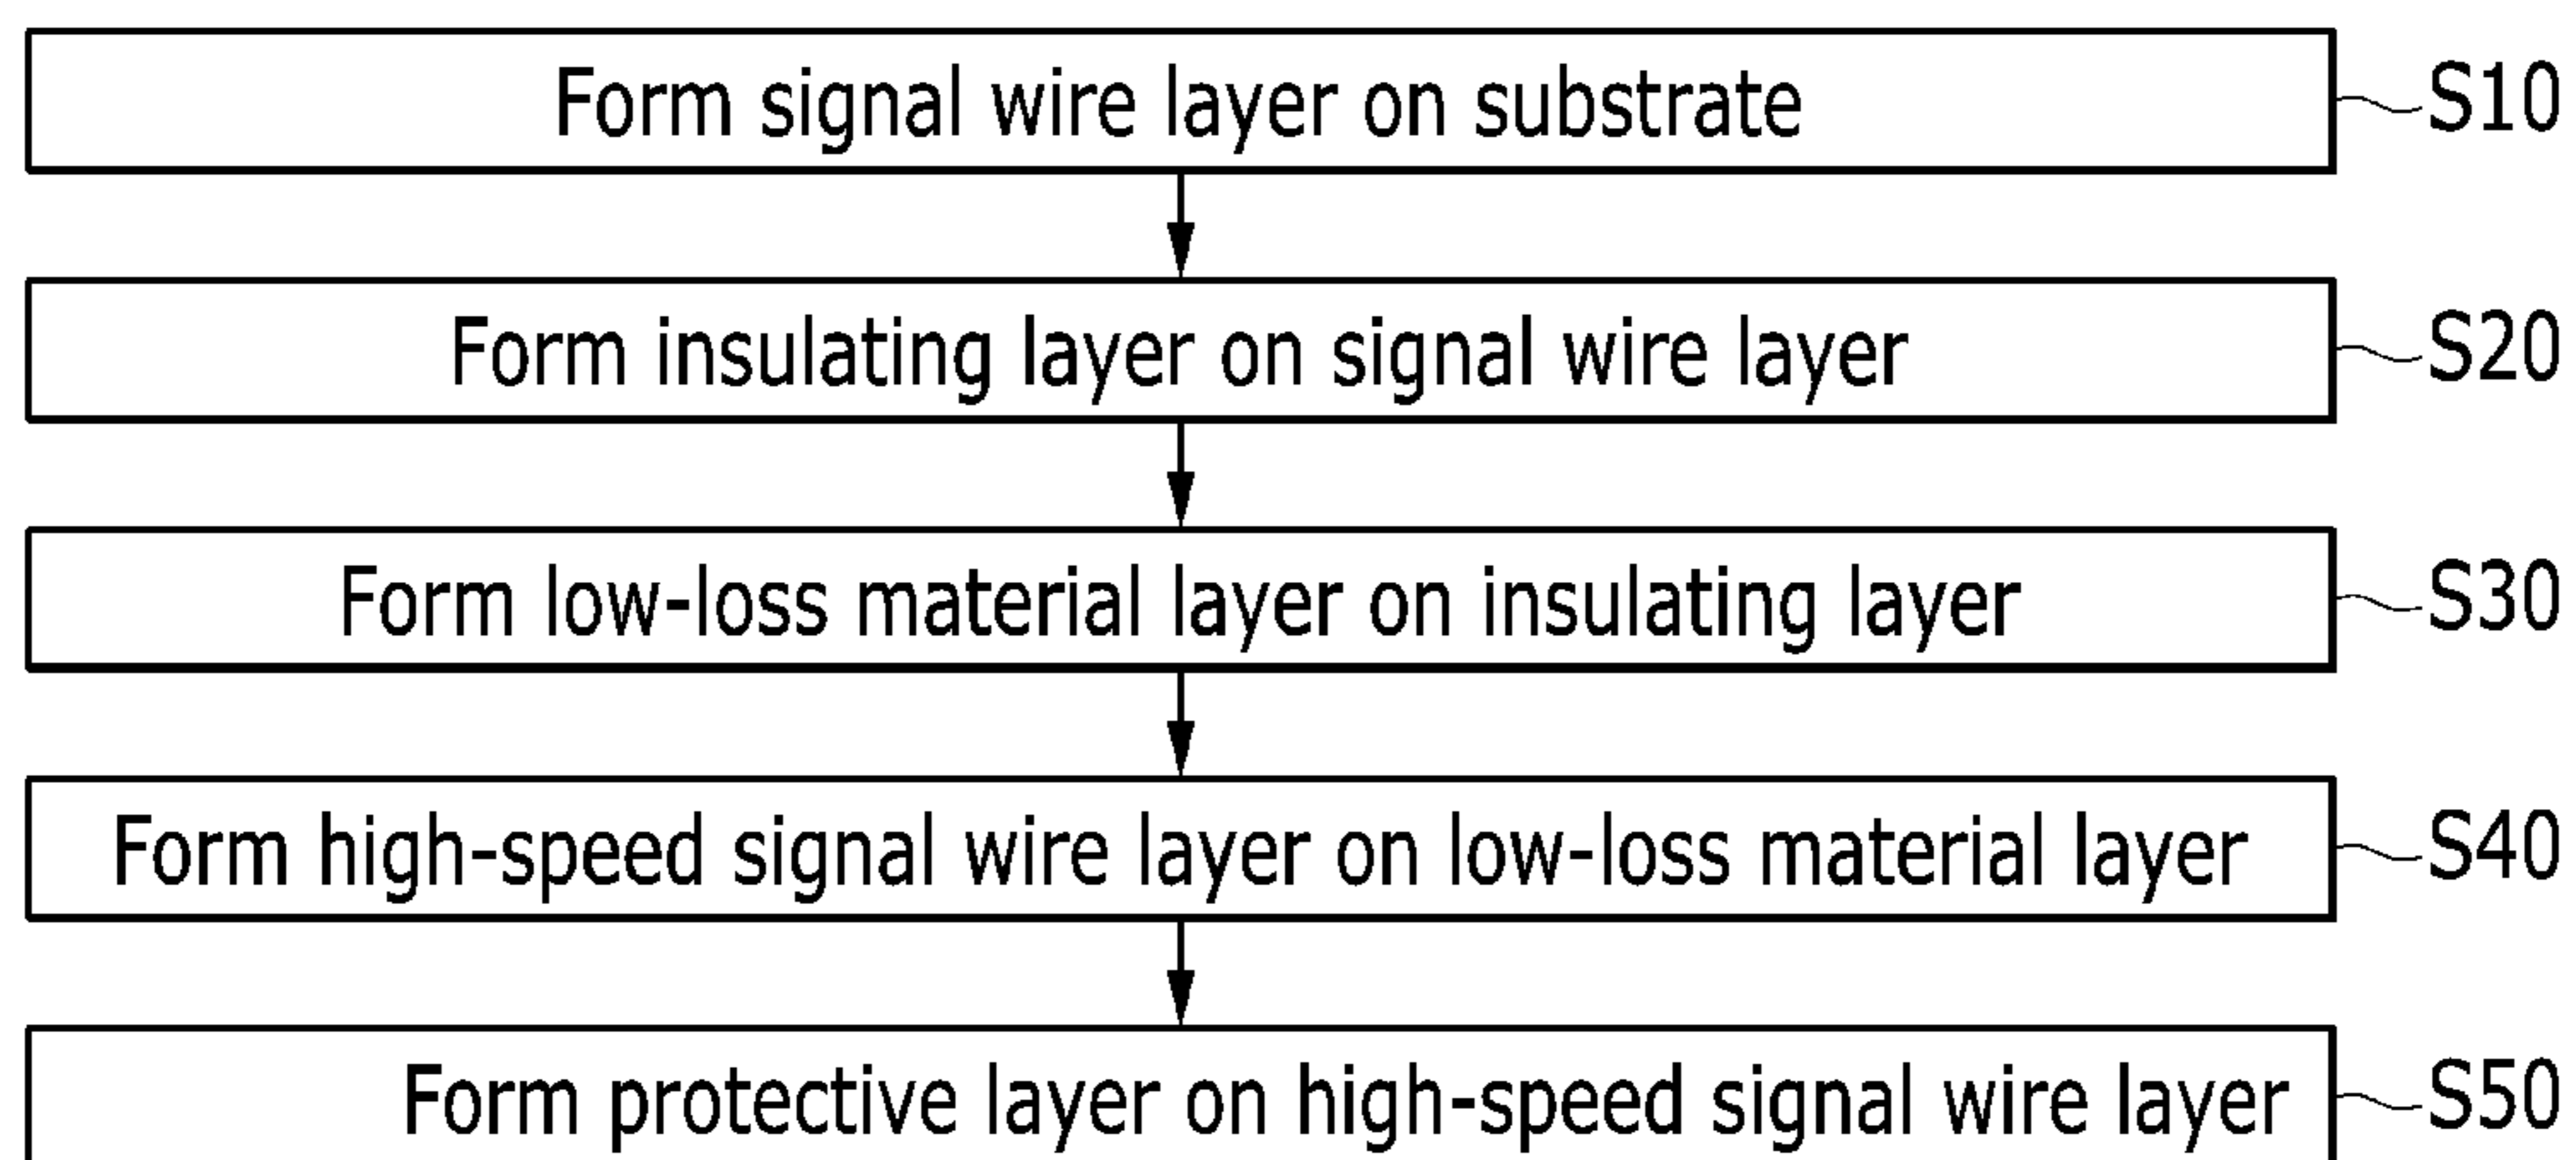 Form signal wire layer on substrate S10
Form insulating layer on signal wire layer S20
Form low-loss material layer on insulating layer S30
Form high-speed signal wire layer on low-loss material layer S40
Form protective layer on high-speed signal wire layer S50